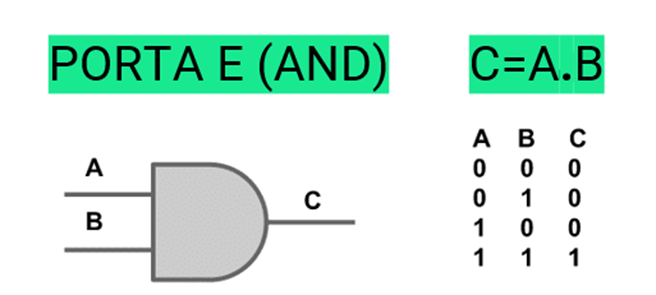 PORTA E (AND)
C=A.B
A
B
C
A B C
0 0 0
0 1 0
1 0 0
1 1 1